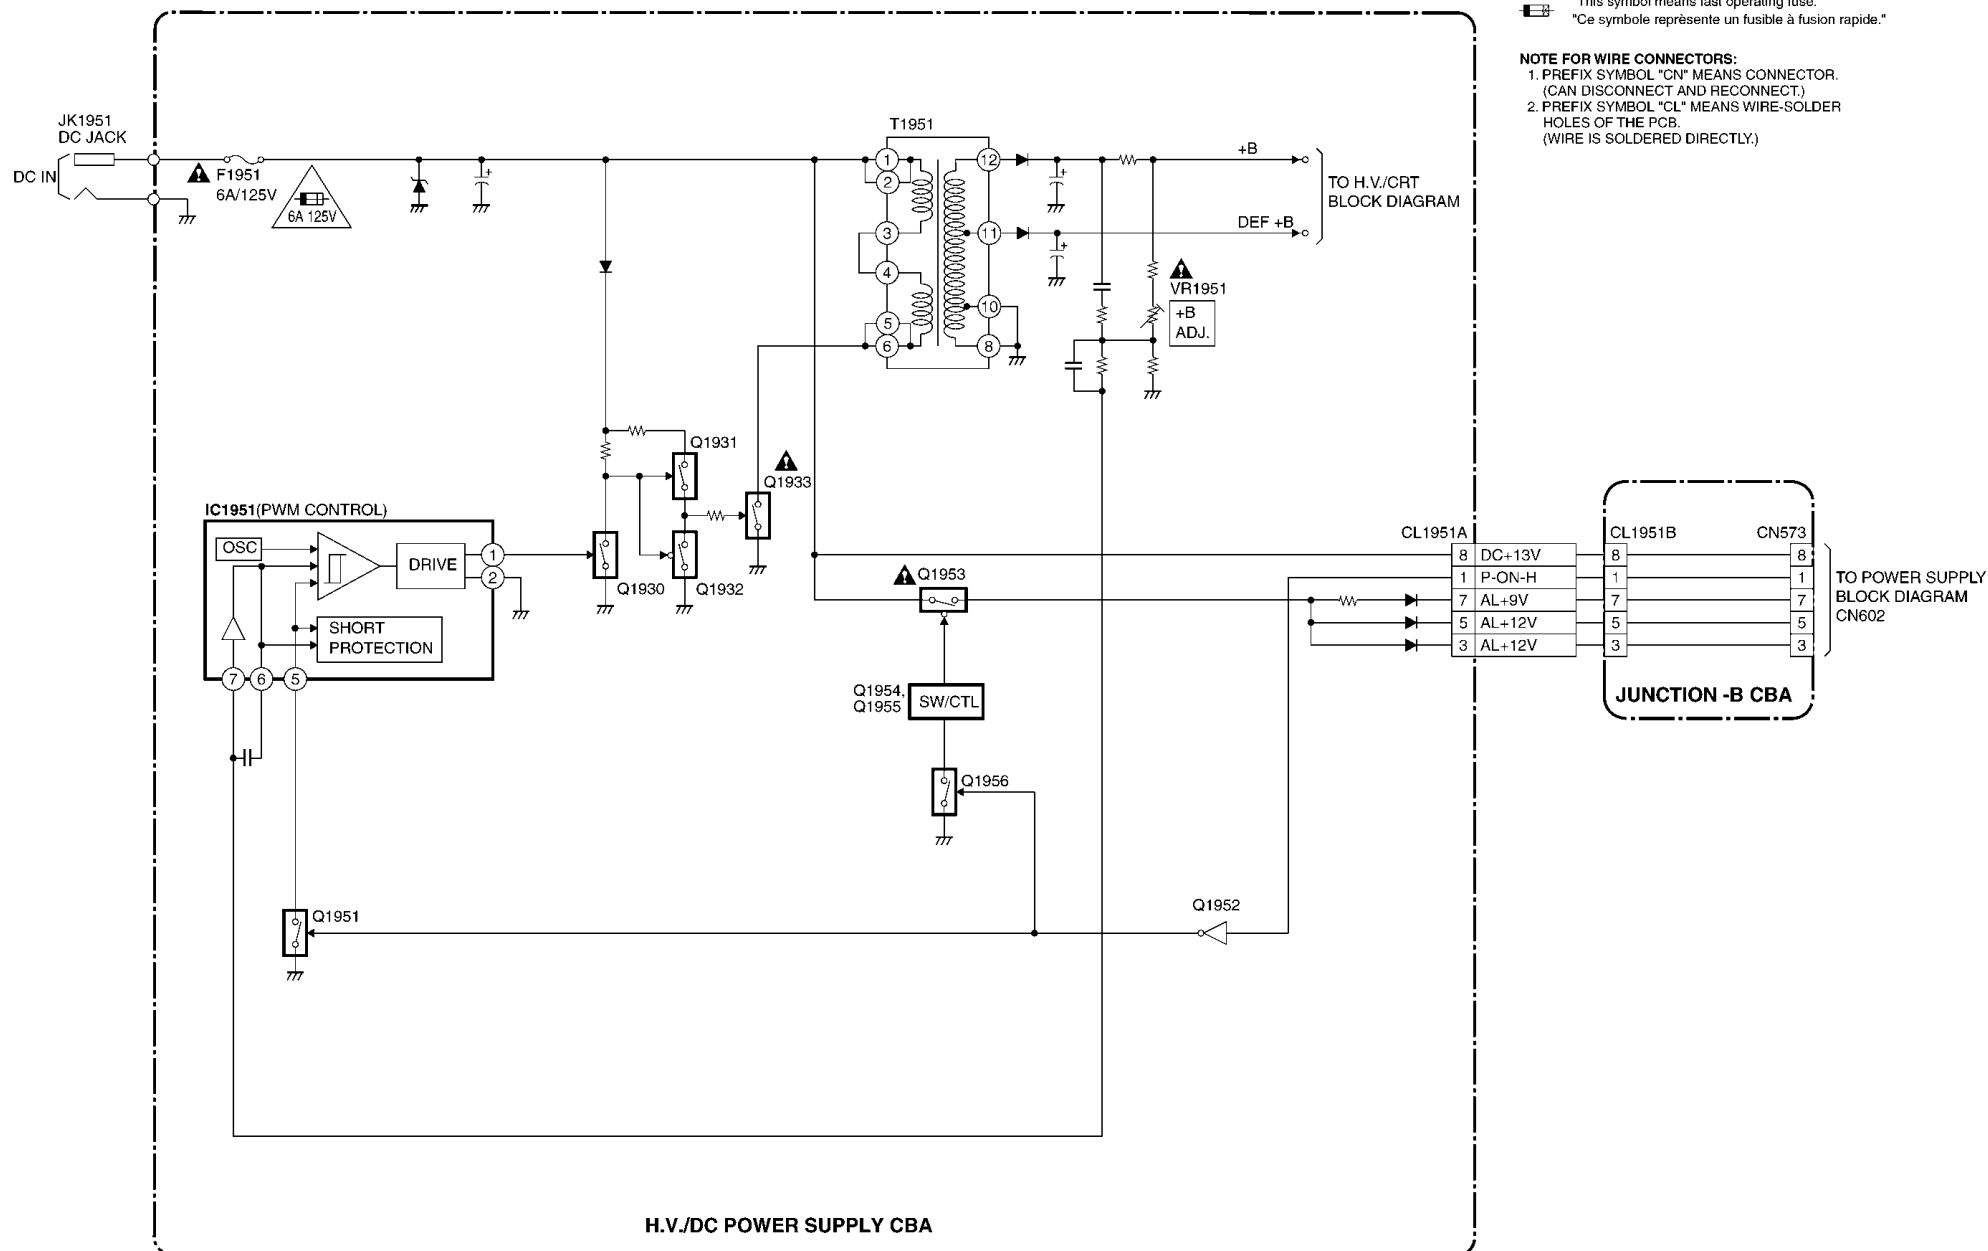 "This symbol means fast operating fuse."
"Ce symbole représente un fusible à fusion rapide."
NOTE FOR WIRE CONNECTORS:
1. PREFIX SYMBOL "CN" MEANS CONNECTOR.
(CAN DISCONNECT AND RECONNECT.)
2. PREFIX SYMBOL "CL" MEANS WIRE-SOLDER
HOLES OF THE PCB.
(WIRE IS SOLDERED DIRECTLY.)
JK1951
DC JACK
DC IN
F1951
6A/125V
6A 125V
T1951
1
2
3
4
5
6
12
11
10
8
+B
DEF +B
TO H.V./CRT
BLOCK DIAGRAM
VR1951
+B
ADJ.
Q1931
Q1933
Q1930
Q1932
IC1951(PWM CONTROL)
OSC
DRIVE
1
2
SHORT
PROTECTION
7
6
5
Q1953
Q1954,
Q1955
SW/CTL
Q1956
Q1951
Q1952
CL1951A
8 DC+13V
1 P-ON-H
7 AL+9V
5 AL+12V
3 AL+12V
CL1951B
8
1
7
5
3
CN573
8
1
7
5
3
TO POWER SUPPLY
BLOCK DIAGRAM
CN602
JUNCTION -B CBA
H.V./DC POWER SUPPLY CBA